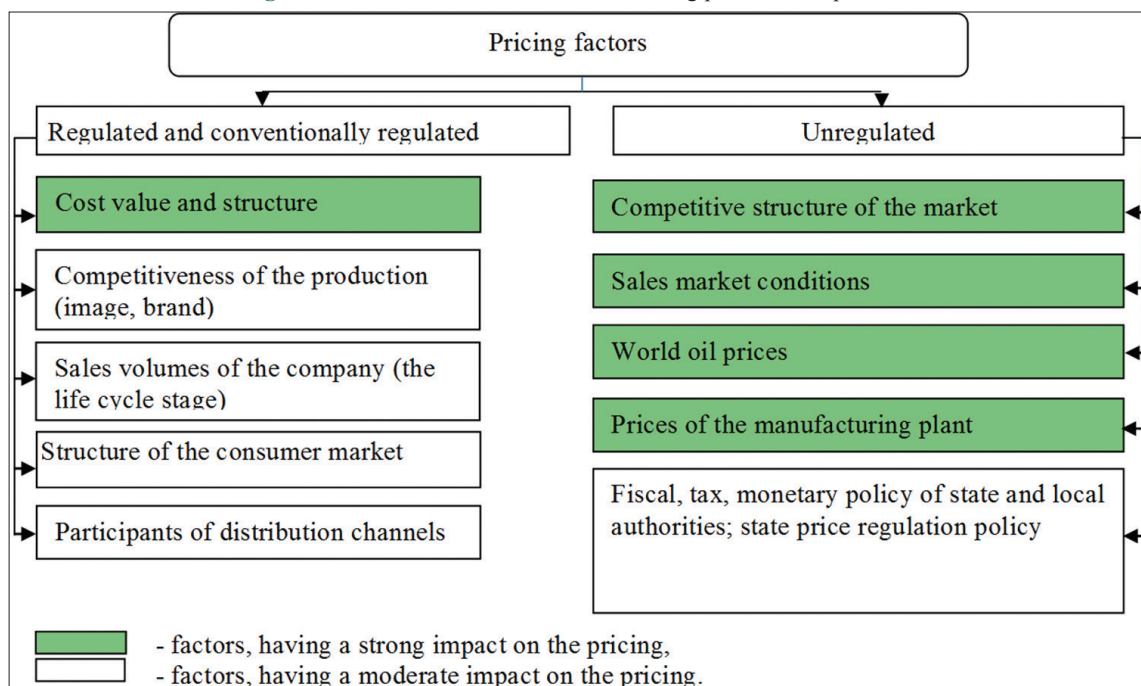 Pricing factors
Regulated and conventionally regulated
Cost value and structure
Competitiveness of the production
(image, brand)
Sales volumes of the company (the
life cycle stage)
Structure of the consumer market
Participants of distribution channels
Unregulated
Competitive structure of the market
Sales market conditions
World oil prices
Prices of the manufacturing plant
Fiscal, tax, monetary policy of state and local
authorities; state price regulation policy
- factors, having a strong impact on the pricing,
- factors, having a moderate impact on the pricing.